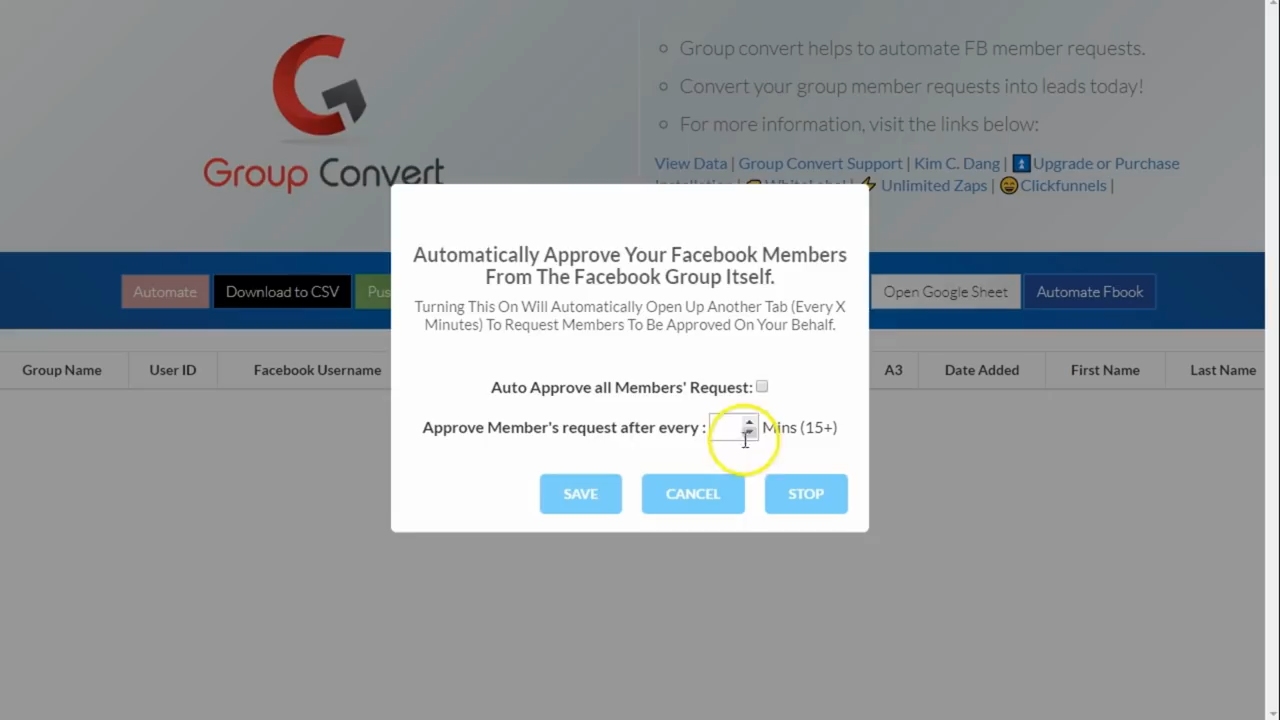 Group Convert
Group convert helps to automate FB member requests.
Convert your group member requests into leads today!
For more information, visit the links below:
View Data | Group Convert Support | Kim C. Dang | Upgrade or Purchase
Unlimited Zaps | Clickfunnels |
Automatically Approve Your Facebook Members
From The Facebook Group Itself.
Turning This On Will Automatically Open Up Another Tab (Every X
Minutes) To Request Members To Be Approved On Your Behalf.
Automate Download to CSV Open Google Sheet Automate Fbook
Group Name User ID Facebook Username A3 Date Added First Name Last Name
Auto Approve all Members' Request:
Approve Member's request after every : Mins (15+)
SAVE CANCEL STOP